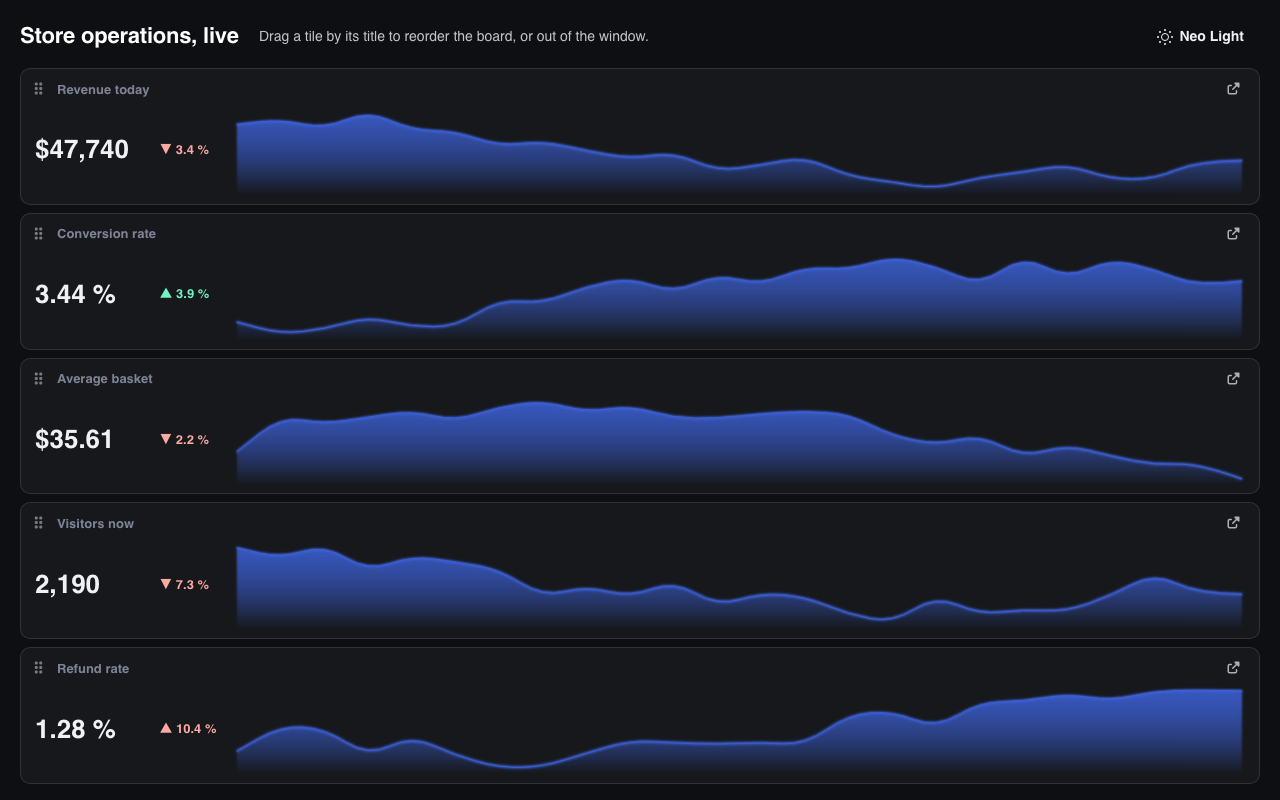 Store operations, live
Drag a tile by its title to reorder the board, or out of the window.
Neo Light
Revenue today
$47,740
▼ 3.4 %
Conversion rate
3.44 %
▲ 3.9 %
Average basket
$35.61
▼ 2.2 %
Visitors now
2,190
▼ 7.3 %
Refund rate
1.28 %
▲ 10.4 %